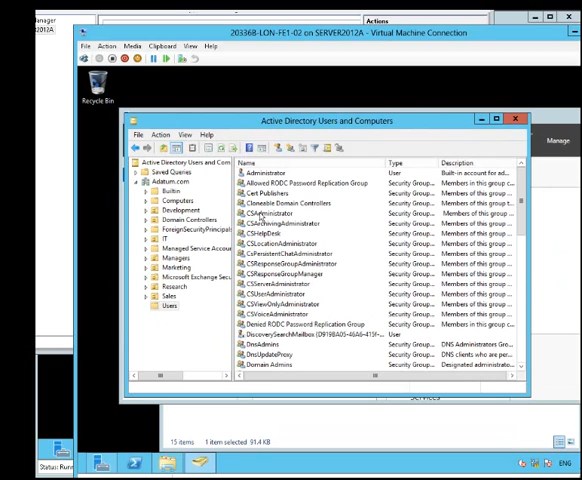 Manager
2012A
Actions
20336B-LON-FE1-02 on SERVER2012A - Virtual Machine Connection
File Action Media Clipboard View Help
Recycle Bin
Active Directory Users and Computers
Manage
File Action View Help
Active Directory Users and Com
Saved Queries
Adatum.com
Builtin
Computers
Development
Domain Controllers
ForeignSecurityPrincipals
IT
Managed Service Accou
Managers
Marketing
Microsoft Exchange Sec
Research
Sales
Users
Name Type Description
Administrator User Built-in account for ad...
Allowed RODC Password Replication Group Security Group... Members in this group c...
Cert Publishers Security Group... Members of this group ...
Cloneable Domain Controllers Security Group... Members of this group t...
CSAdministrator Security Group... Members of this group ...
CSArchivingAdministrator Security Group... Members of this group ...
CSHelpDesk Security Group... Members of this group ...
CSLocationAdministrator Security Group... Members of this group ...
CsPersistentChatAdministrator Security Group... Members of this group ...
CSResponseGroupAdministrator Security Group... Members of this group ...
CSResponseGroupManager Security Group... Members of this group ...
CSServerAdministrator Security Group... Members of this group ...
CSUserAdministrator Security Group... Members of this group ...
CSViewOnlyAdministrator Security Group... Members of this group ...
CSVoiceAdministrator Security Group... Members of this group ...
Denied RODC Password Replication Group Security Group... Members in this group c...
DiscoverySearchMailbox {D919BA05-46A6-415f-... User
DnsAdmins Security Group... DNS Administrators Gro...
DnsUpdateProxy Security Group... DNS clients who are per...
Domain Admins Security Group... Designated administrato...
Services
15 items 1 item selected 91.4 KB
Status: Runn
ENG